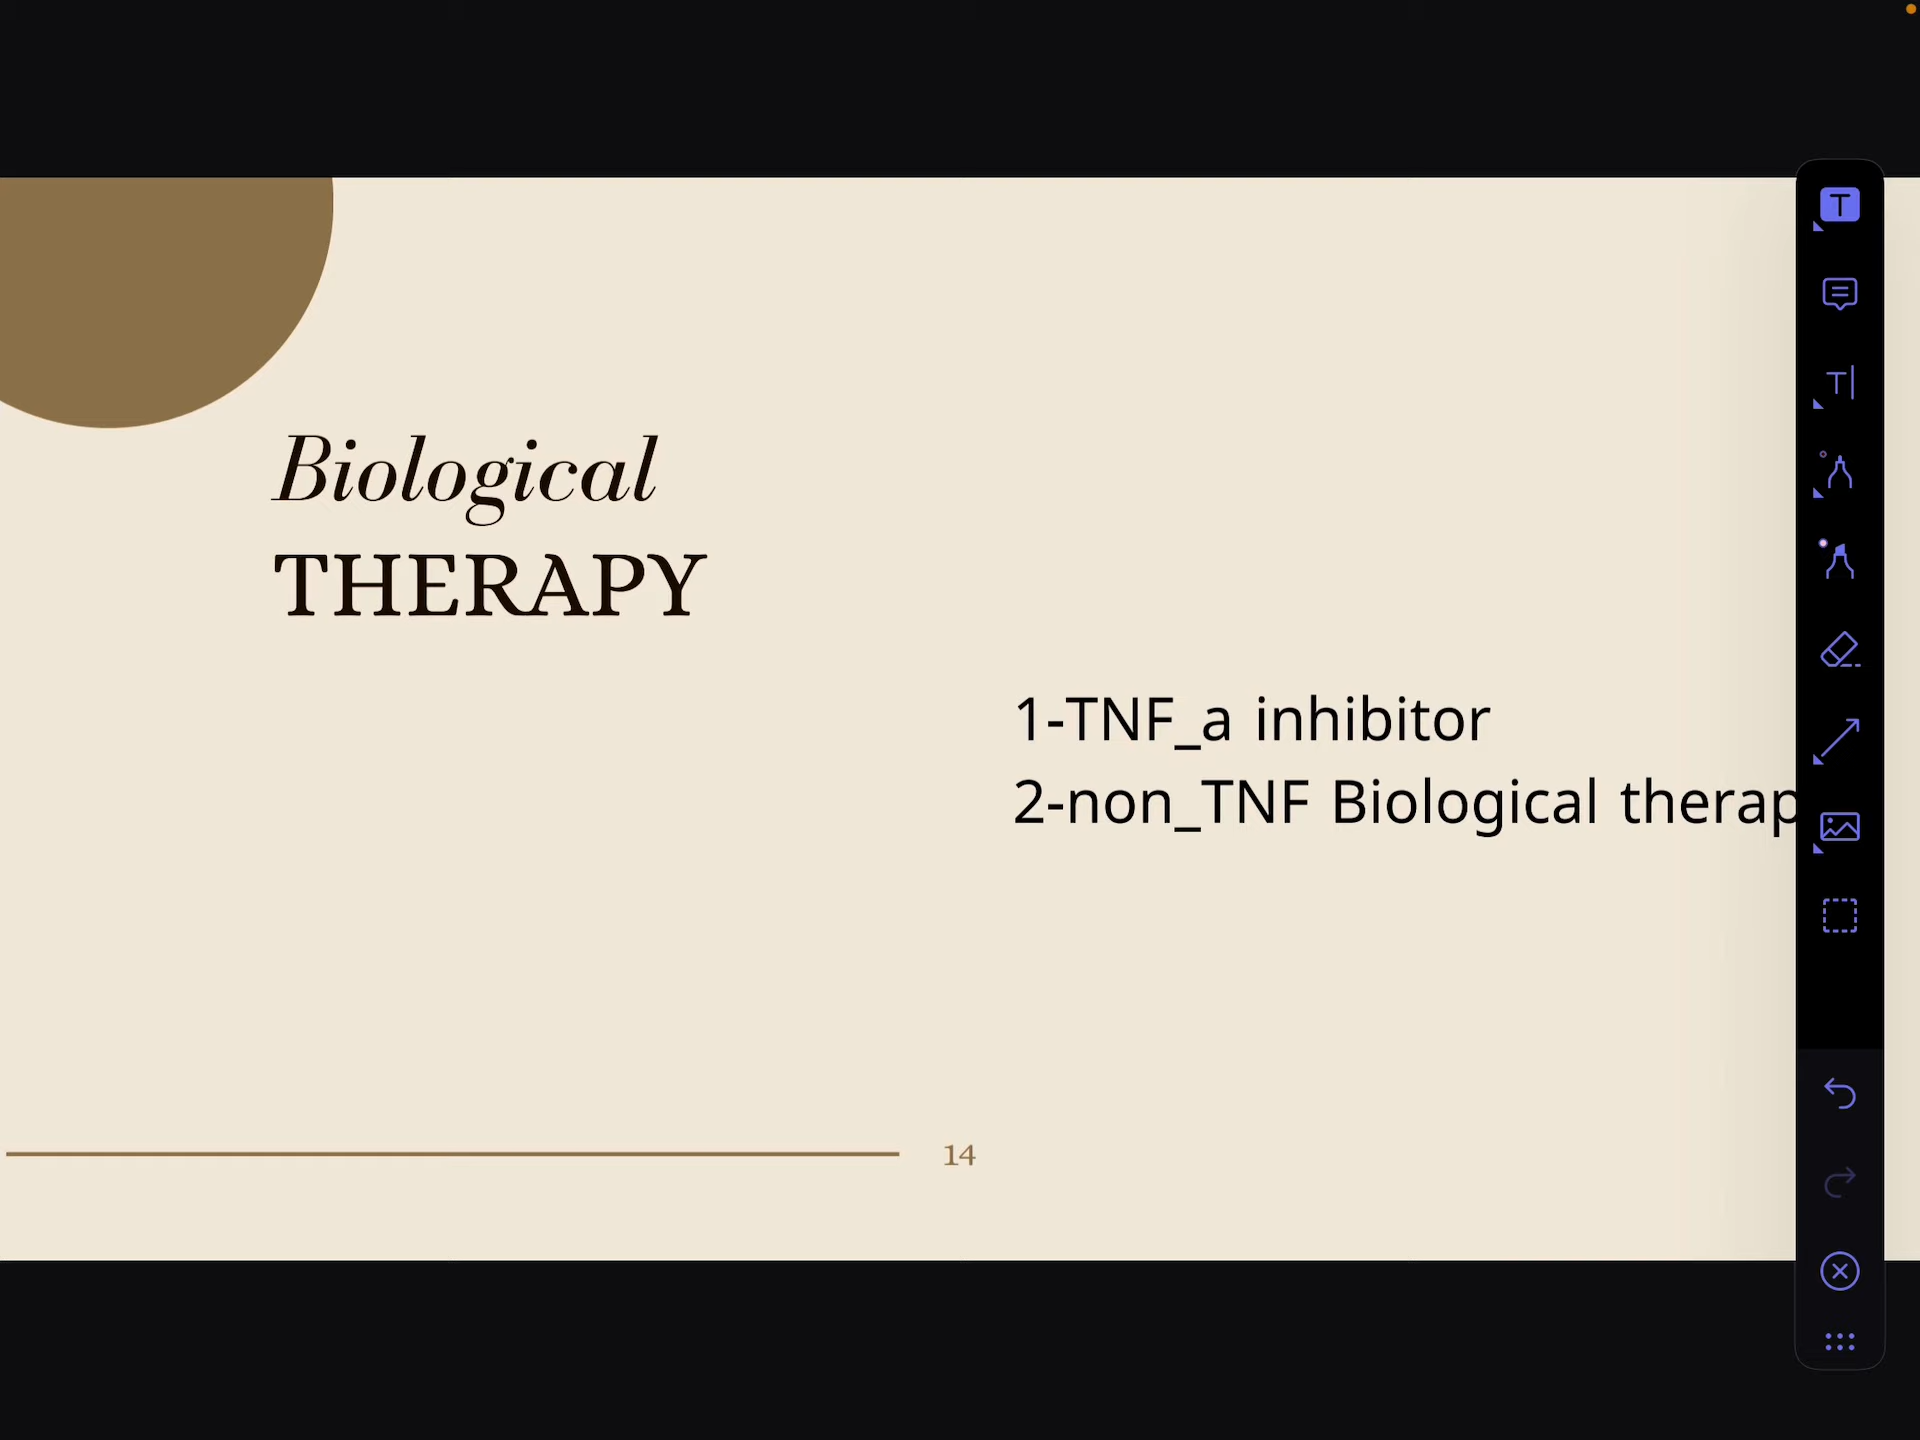 Biological
THERAPY
1-TNF_a inhibitor
2-non_TNF Biological therap
14